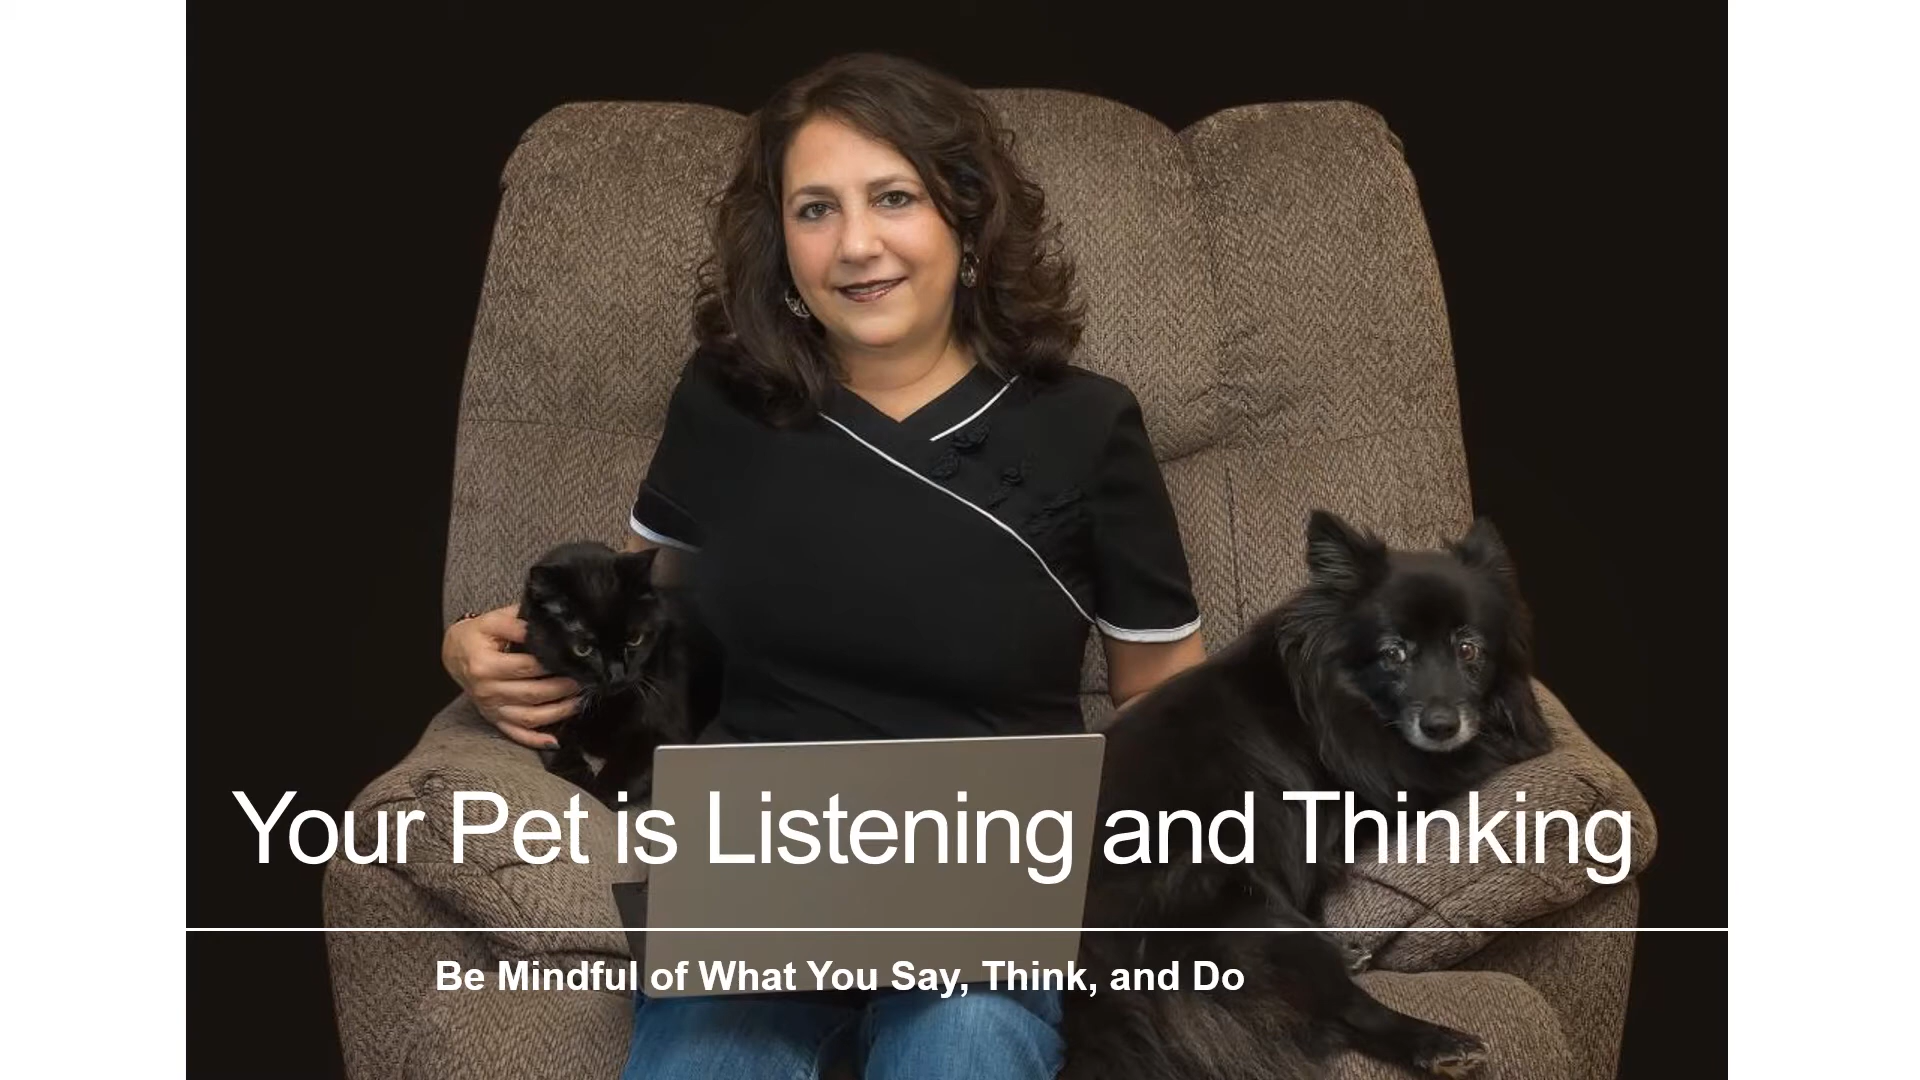 Your Pet is Listening and Thinking
Be Mindful of What You Say, Think, and Do